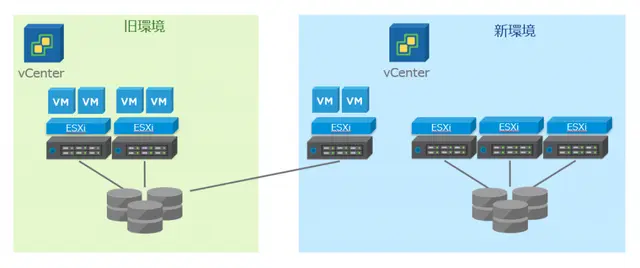 旧環境
新環境
vCenter
vCenter
VM VM VM VM
VM VM
ESXi ESXi
ESXi
ESXi ESXi ESXi